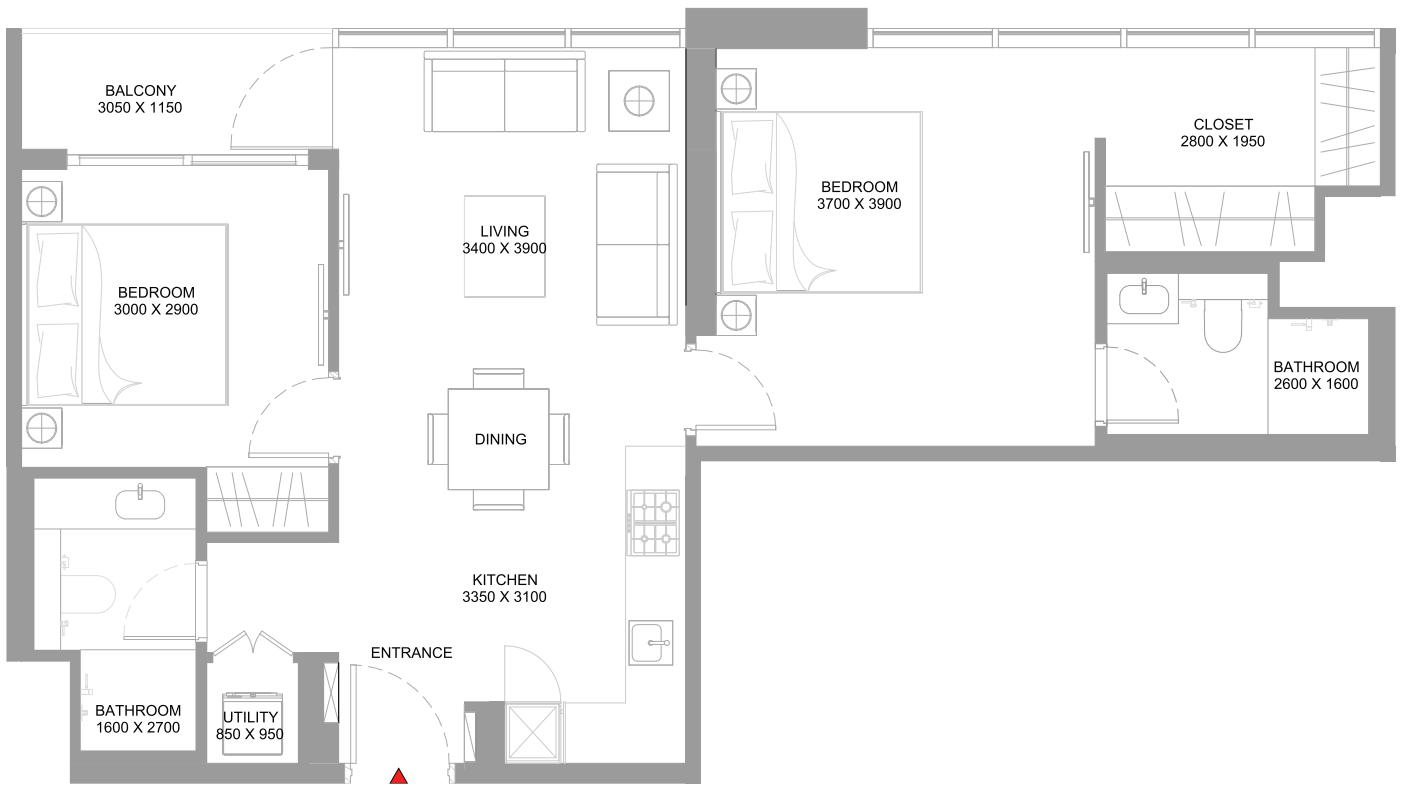 BALCONY
3050 X 1150
CLOSET
2800 X 1950
BEDROOM
3700 X 3900
LIVING
3400 X 3900
BEDROOM
3000 X 2900
BATHROOM
2600 X 1600
DINING
KITCHEN
3350 X 3100
ENTRANCE
BATHROOM
1600 X 2700
UTILITY
850 X 950